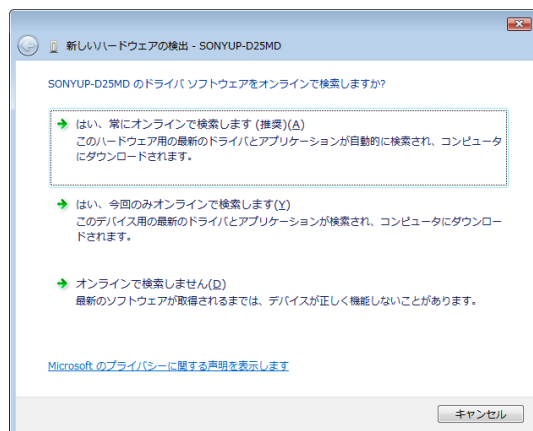 新しいハードウェアの検出 - SONYUP-D25MD
SONYUP-D25MD のドライバ ソフトウェアをオンラインで検索しますか?
はい、常にオンラインで検索します (推奨)(A)
このハードウェア用の最新のドライバとアプリケーションが自動的に検索され、コンピュータ
にダウンロードされます。
はい、今回のみオンラインで検索します(Y)
このデバイス用の最新のドライバとアプリケーションが検索され、コンピュータにダウンロー
ドされます。
オンラインで検索しません(D)
最新のソフトウェアが取得されるまでは、デバイスが正しく機能しないことがあります。
Microsoft のプライバシーに関する声明を表示します
キャンセル